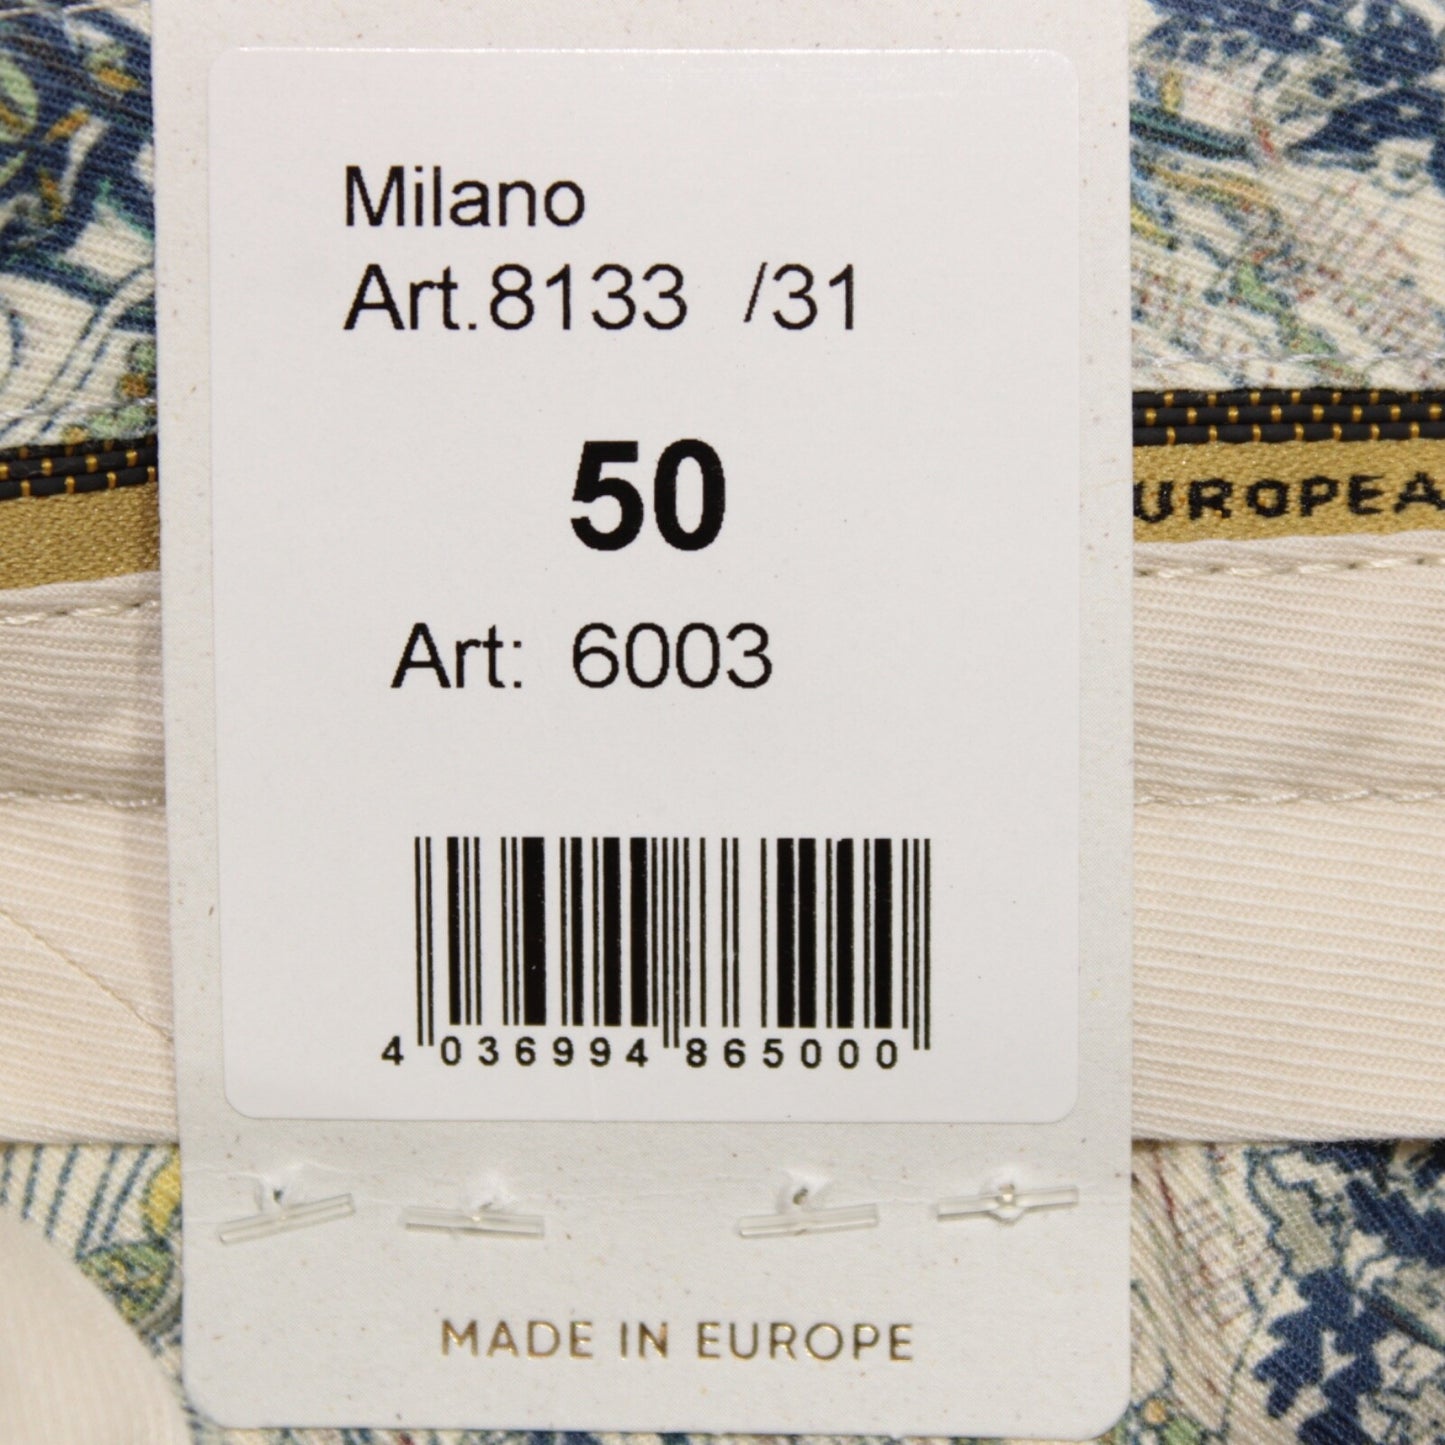 Milano
Art.8133 /31
50
UROPEA
Art: 6003
4 036994 865000
MADE IN EUROPE